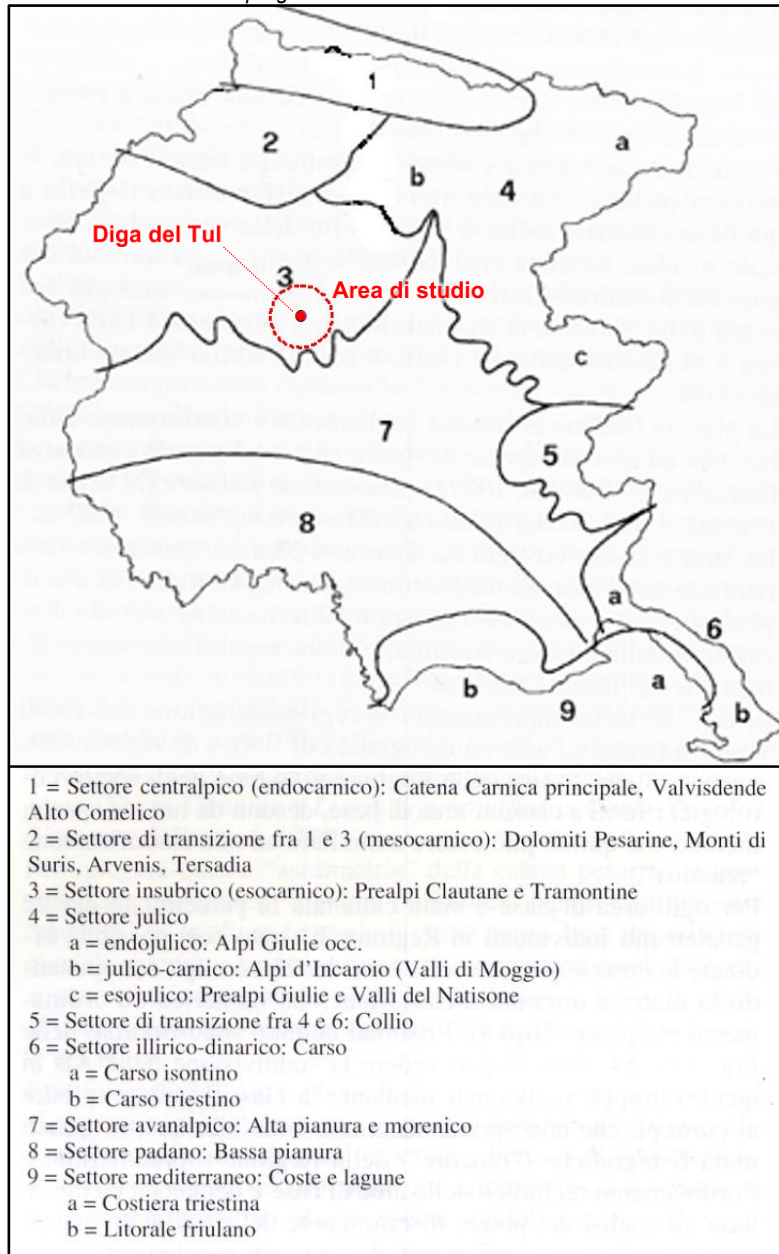 1
2
a
b
4
Diga del Tul
3
Area di studio
c
7
5
8
a
6
b
9
a
b
1 = Settore centralpico (endocarnico): Catena Carnica principale, Valvisdende
Alto Comelico
2 = Settore di transizione fra 1 e 3 (mesocarnico): Dolomiti Pesarine, Monti di
Suris, Arvenis, Tersadia
3 = Settore insubrico (esocarnico): Prealpi Clautane e Tramontine
4 = Settore julico
a = endojulico: Alpi Giulie occ.
b = julico-carnico: Alpi d'Incaroio (Valli di Moggio)
c = esojulico: Prealpi Giulie e Valli del Natisone
5 = Settore di transizione fra 4 e 6: Collio
6 = Settore illirico dinarico: Carso
a = Carso isontino
b = Carso triestino
7 = Settore avanalpico: Alta pianura e morenico
8 = Settore padano: Bassa pianura
9 = Settore mediterraneo: Coste e lagune
a = Costiera triestina
b = Litorale friulano